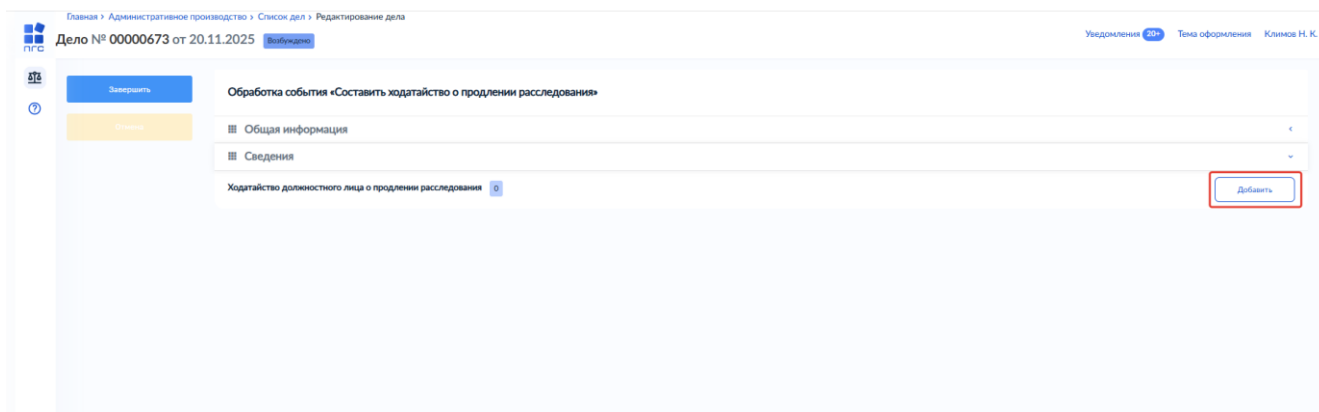 Главная › Административное производство › Список дел › Редактирование дела
Дело № 00000673 от 20.11.2025 Возбуждено
Уведомления 20+ Тема оформления Климов Н. К.
пгс
Завершить
Обработка события «Составить ходатайство о продлении расследования»
Отмена
Общая информация
Сведения
Ходатайство должностного лица о продлении расследования 0
Добавить